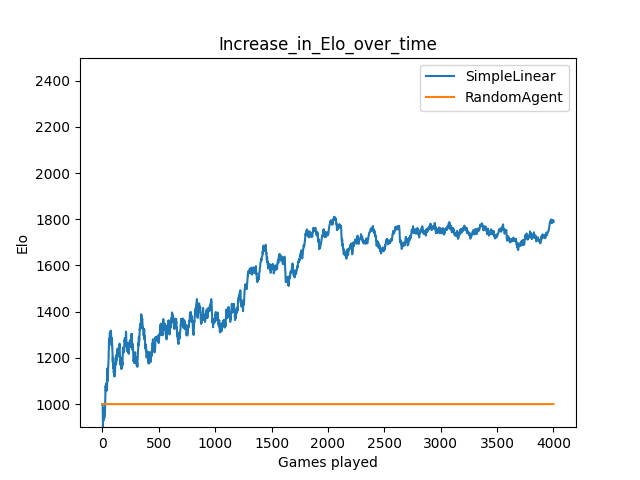 Increase_in_Elo_over_time
SimpleLinear
RandomAgent
2400
2200
2000
1800
1600
1400
1200
1000
Elo
0 500 1000 1500 2000 2500 3000 3500 4000
Games played